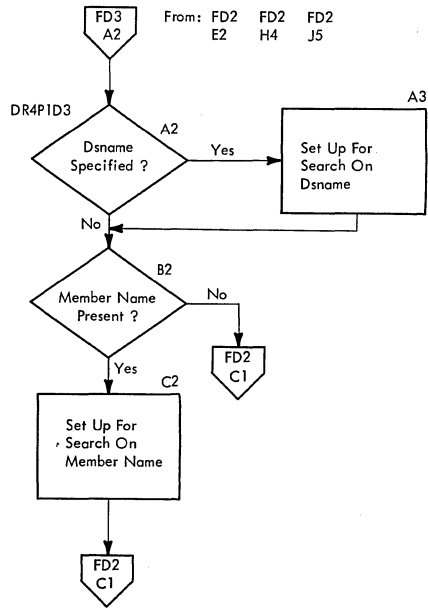 FD3
A2
From: FD2 FD2 FD2
E2 H4 J5
DR4P1D3
A2
A3
Dsname
Specified ?
Yes
Set Up For
Search On
Dsname
No
B2
Member Name
Present ?
No
FD2
C1
Yes
C2
Set Up For
Search On
Member Name
FD2
C1